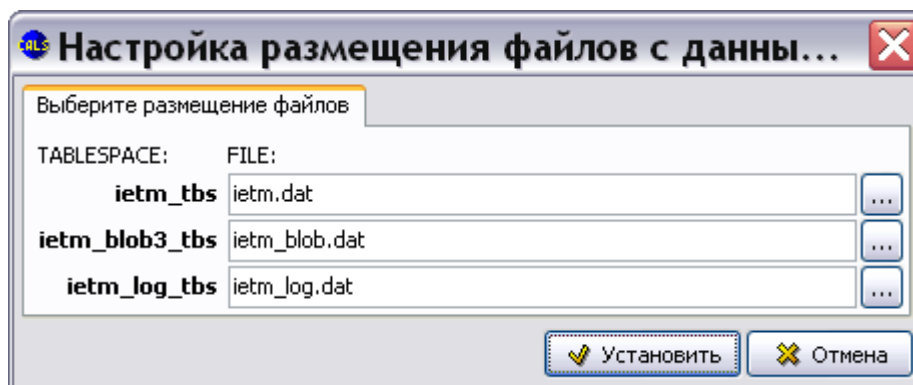 CALS Настройка размещения файлов с данны...
Выберите размещение файлов
TABLESPACE: FILE:
ietm_tbs ietm.dat ...
ietm_blob3_tbs ietm_blob.dat ...
ietm_log_tbs ietm_log.dat ...
Установить Отмена